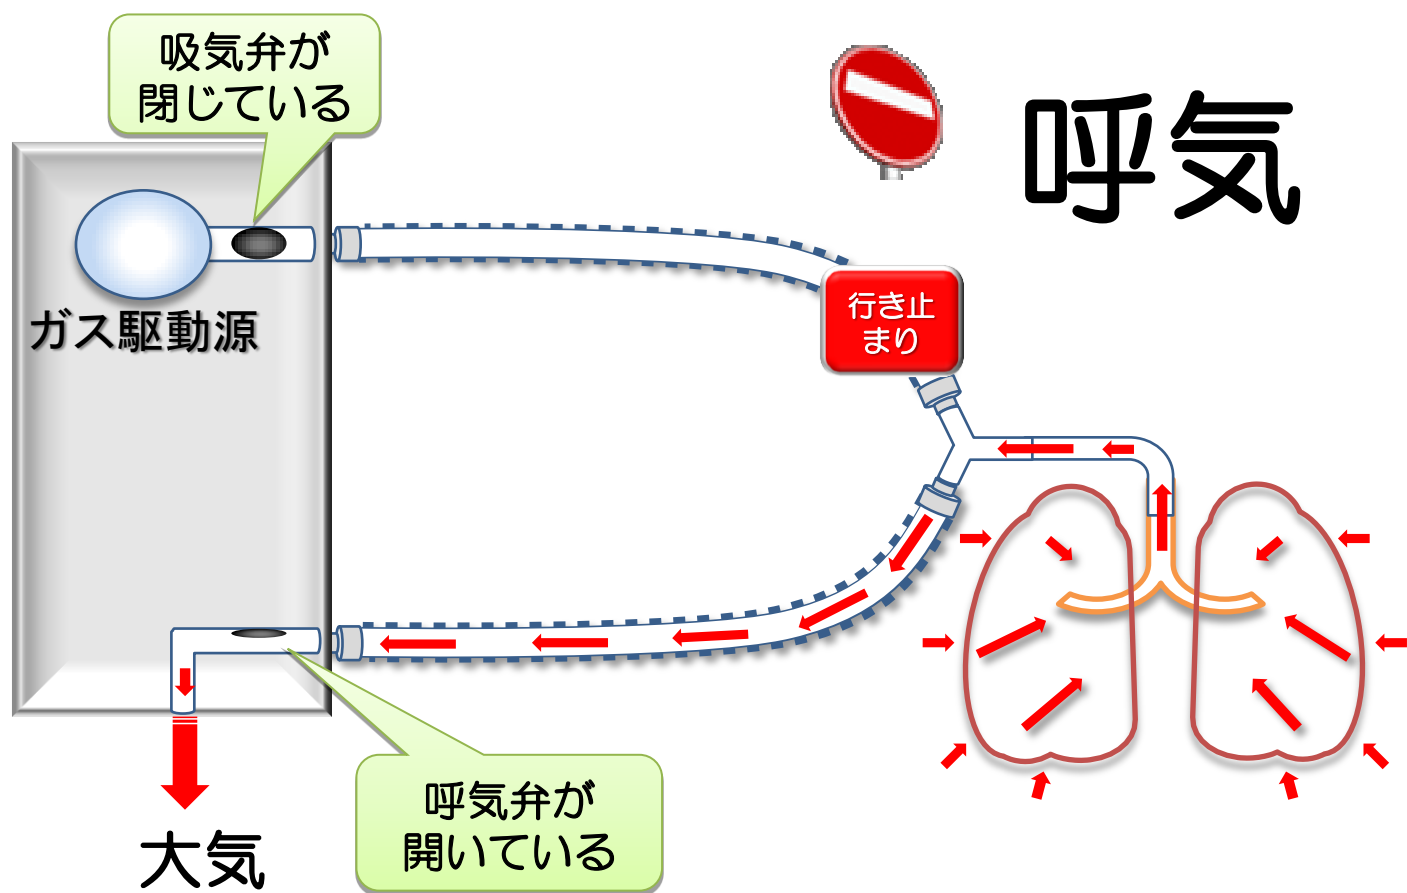 吸気弁が
閉じている
呼気
ガス駆動源
行き止
まり
呼気弁が
開いている
大気